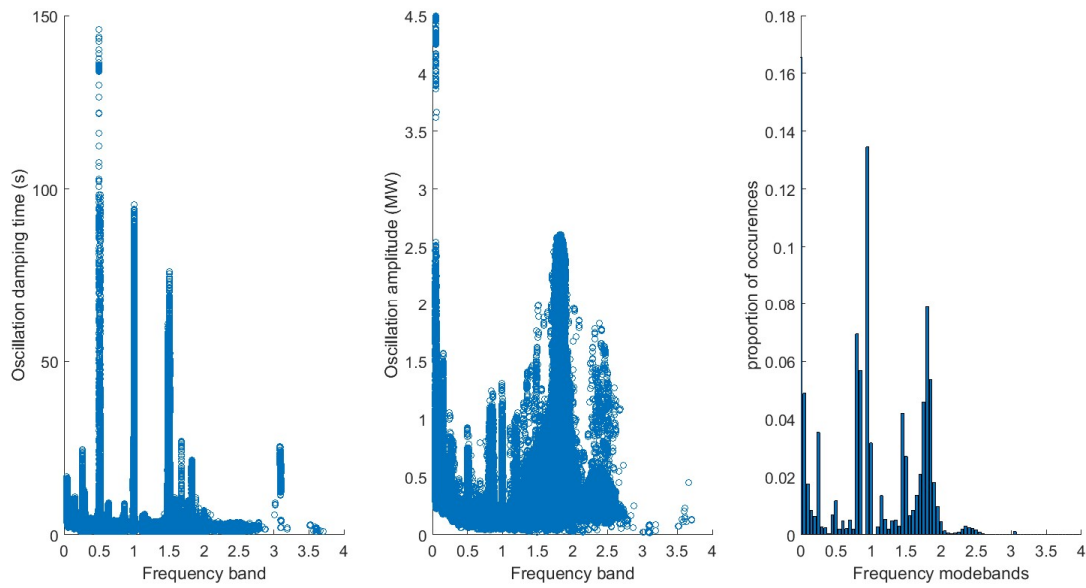 150
100
50
0
Oscillation damping time (s)
0 0.5 1 1.5 2 2.5 3 3.5 4
Frequency band
4.5
4
3.5
3
2.5
2
1.5
1
0.5
0
Oscillation amplitude (MW)
0 0.5 1 1.5 2 2.5 3 3.5 4
Frequency band
0.18
0.16
0.14
0.12
0.1
0.08
0.06
0.04
0.02
0
proportion of occurences
0 0.5 1 1.5 2 2.5 3 3.5 4
Frequency modebands